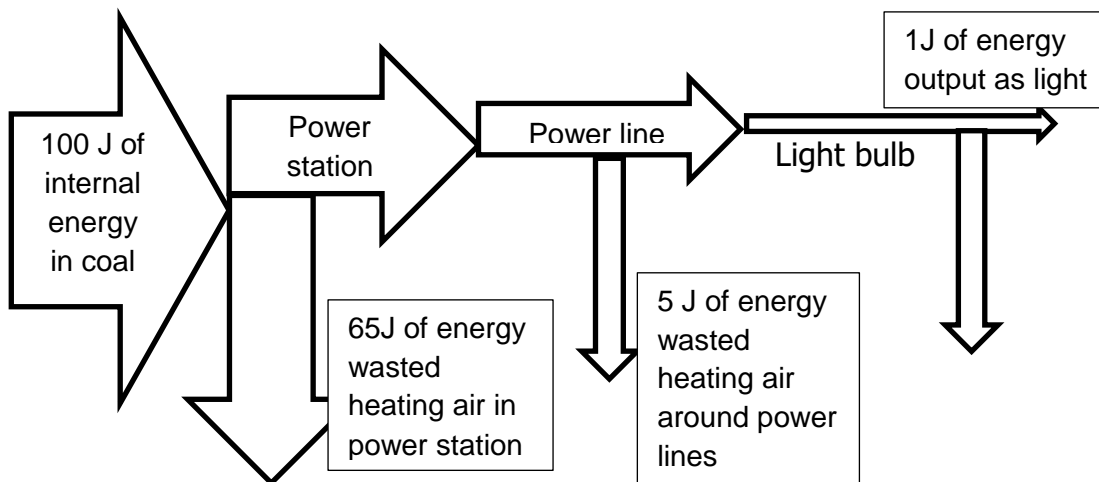 100 J of
internal
energy
in coal
Power
station
Power line
Light bulb
1J of energy
output as light
65J of energy
wasted
heating air in
power station
5 J of energy
wasted
heating air
around power
lines